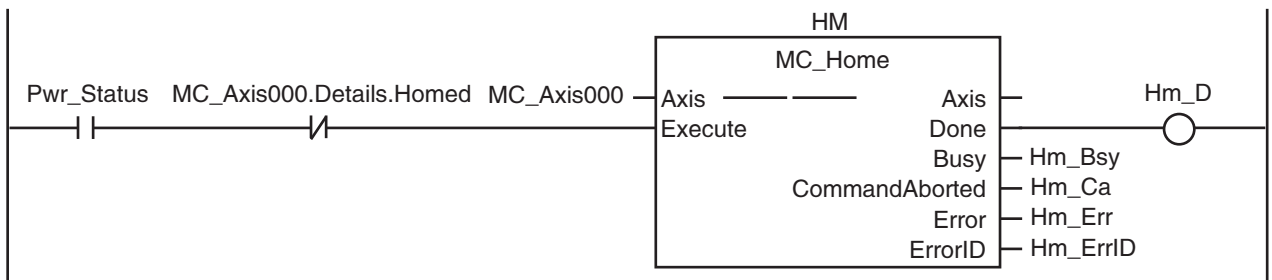 HM
MC_Home
Pwr_Status MC_Axis000.Details.Homed MC_Axis000 Axis Axis Hm_D
Execute Done
Busy Hm_Bsy
CommandAborted Hm_Ca
Error Hm_Err
ErrorID Hm_ErrID